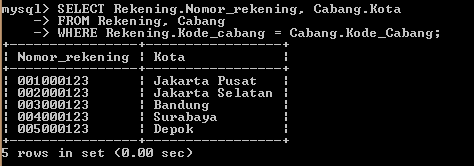 mysql> SELECT Rekening.Nomor_rekening, Cabang.Kota
-> FROM Rekening, Cabang
-> WHERE Rekening.Kode_cabang = Cabang.Kode_Cabang;
+----------------+-----------------+
| Nomor_rekening | Kota            |
+----------------+-----------------+
| 001000123      | Jakarta Pusat   |
| 002000123      | Jakarta Selatan |
| 003000123      | Bandung         |
| 004000123      | Surabaya        |
| 005000123      | Depok           |
+----------------+-----------------+
5 rows in set (0.00 sec)